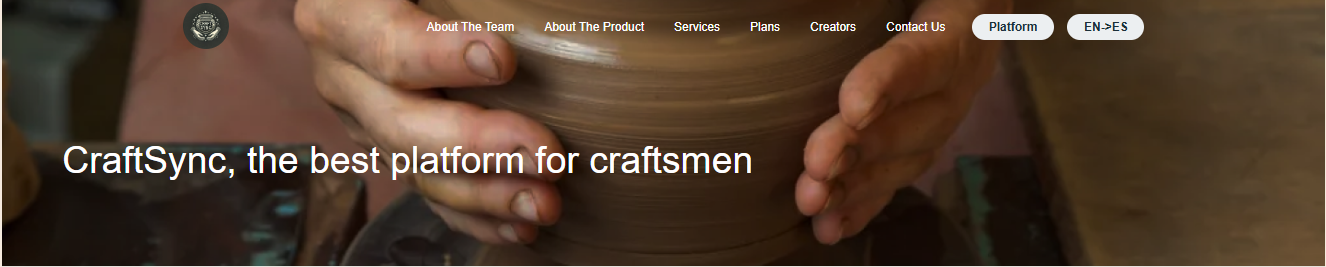 About The Team About The Product Services Plans Creators Contact Us Platform EN->ES
CraftSync, the best platform for craftsmen